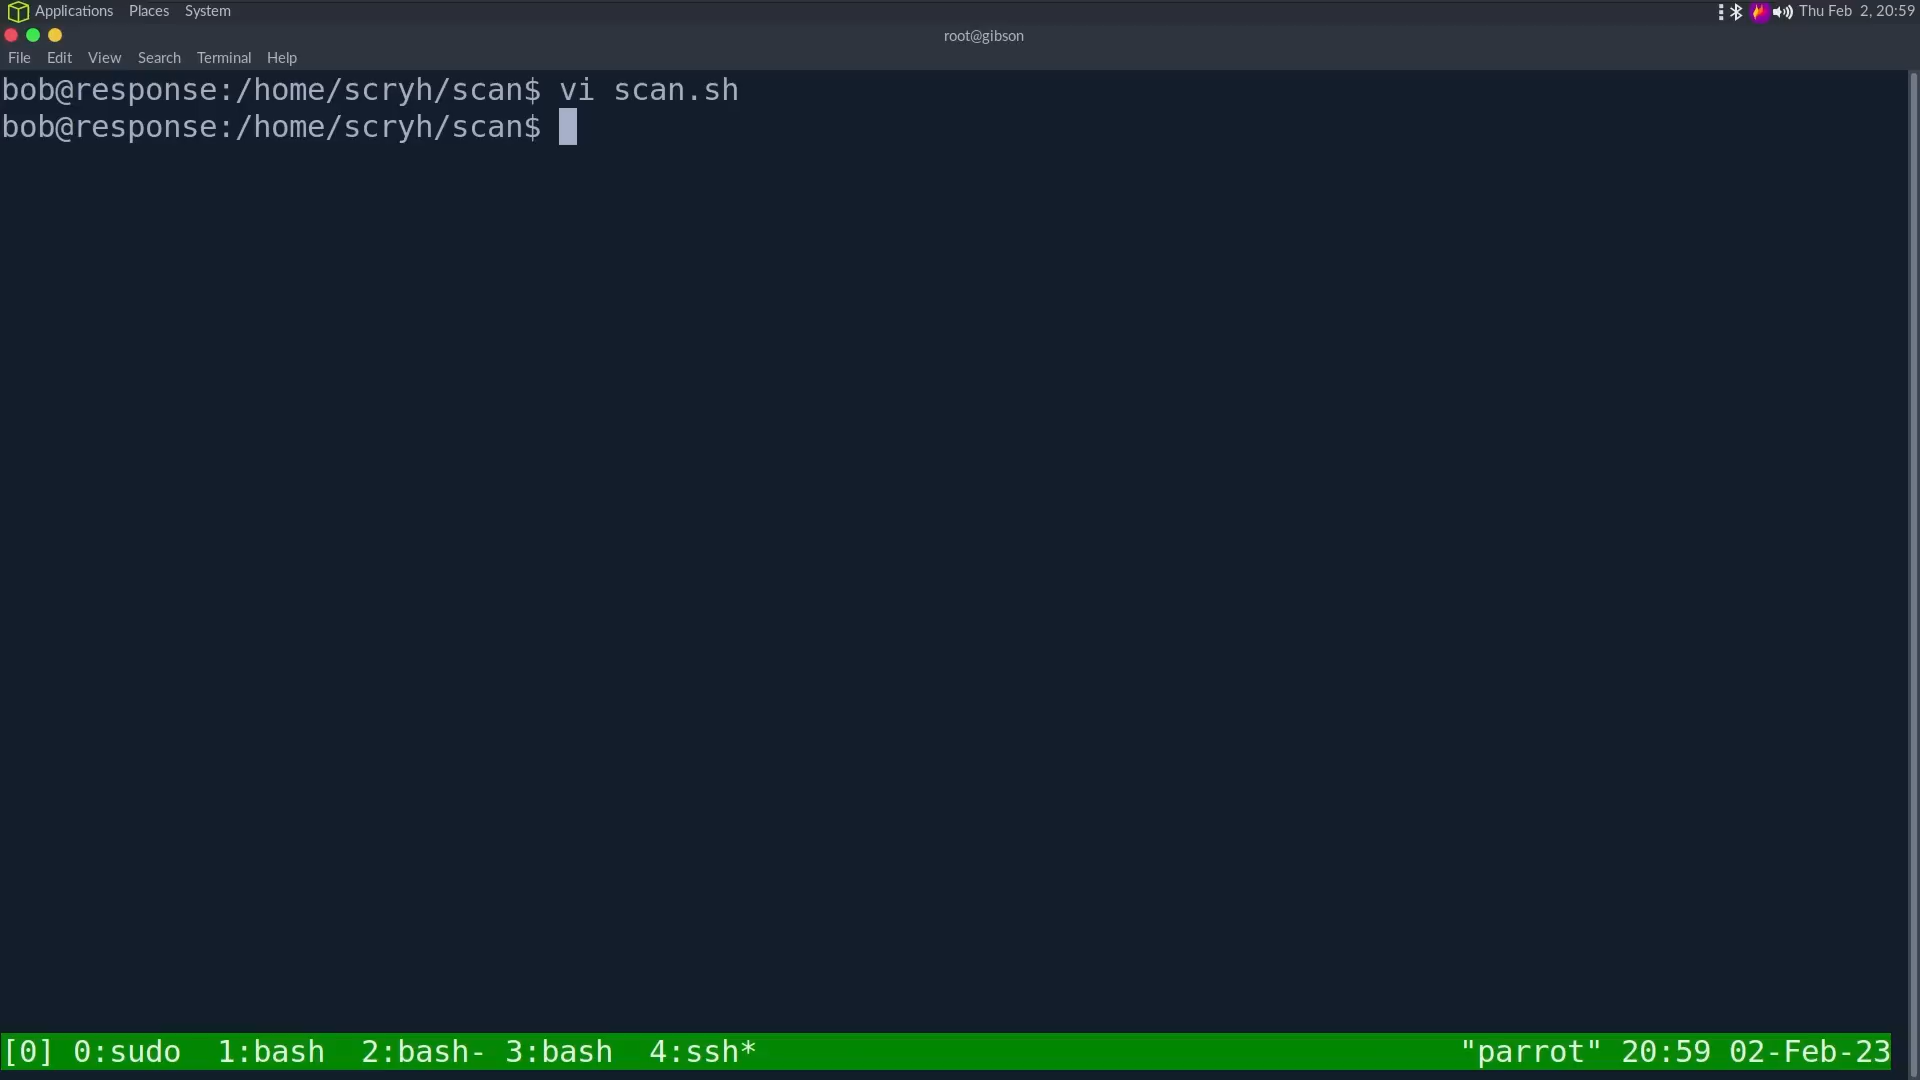 Applications Places System Thu Feb 2, 20:59
root@gibson
File Edit View Search Terminal Help
bob@response:/home/scryh/scan$ vi scan.sh
bob@response:/home/scryh/scan$
[0] 0:sudo 1:bash 2:bash- 3:bash 4:ssh* "parrot" 20:59 02-Feb-23